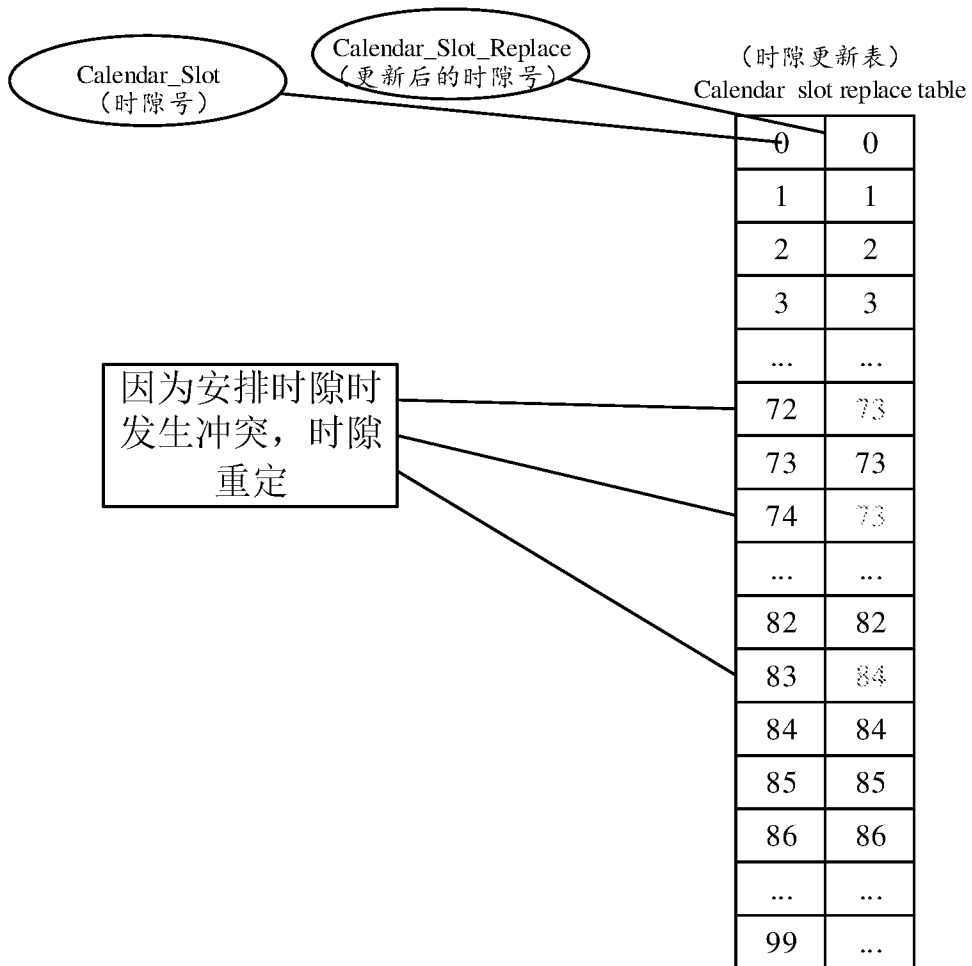 Calendar_Slot
（时隙号）
Calendar_Slot_Replace
（更新后的时隙号）
（时隙更新表）
Calendar slot replace table
0 0
1 1
2 2
3 3
... ...
因为安排时隙时
发生冲突，时隙
重定
72 73
73 73
74 73
... ...
82 82
83 84
84 84
85 85
86 86
... ...
99 ...